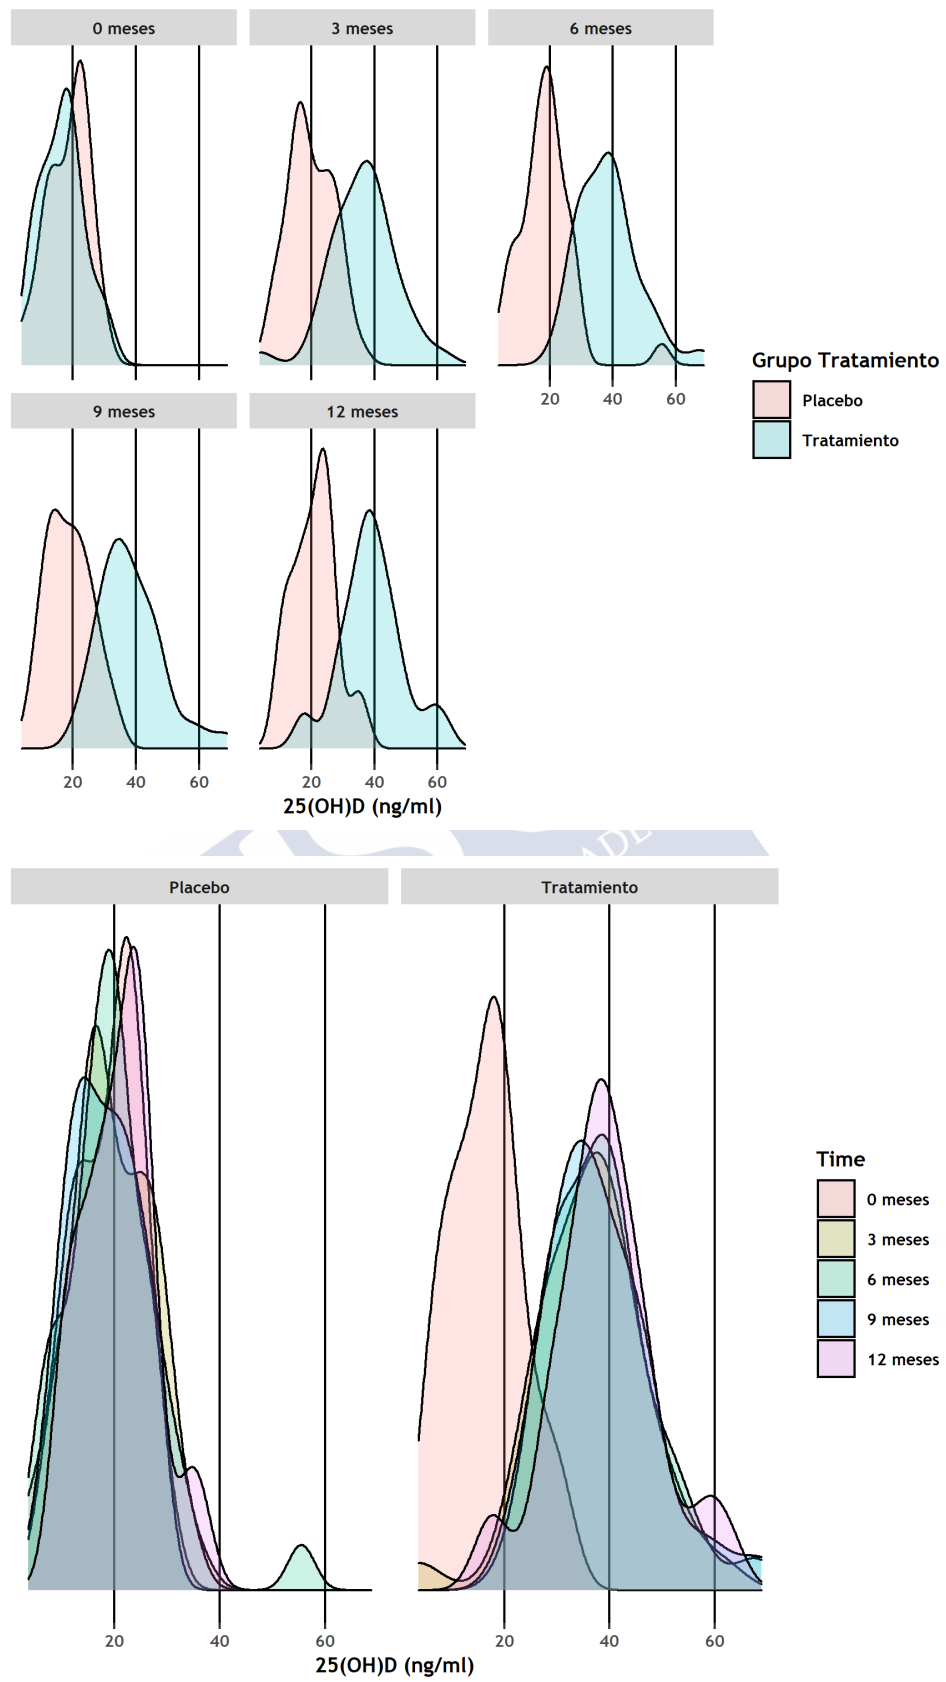 0 meses 3 meses 6 meses
20 40 60
Grupo Tratamiento
Placebo
Tratamiento
9 meses 12 meses
20 40 60 20 40 60
25(OH)D (ng/ml)
ADE
Placebo Tratamiento
Time
0 meses
3 meses
6 meses
9 meses
12 meses
20 40 60 20 40 60
25(OH)D (ng/ml)